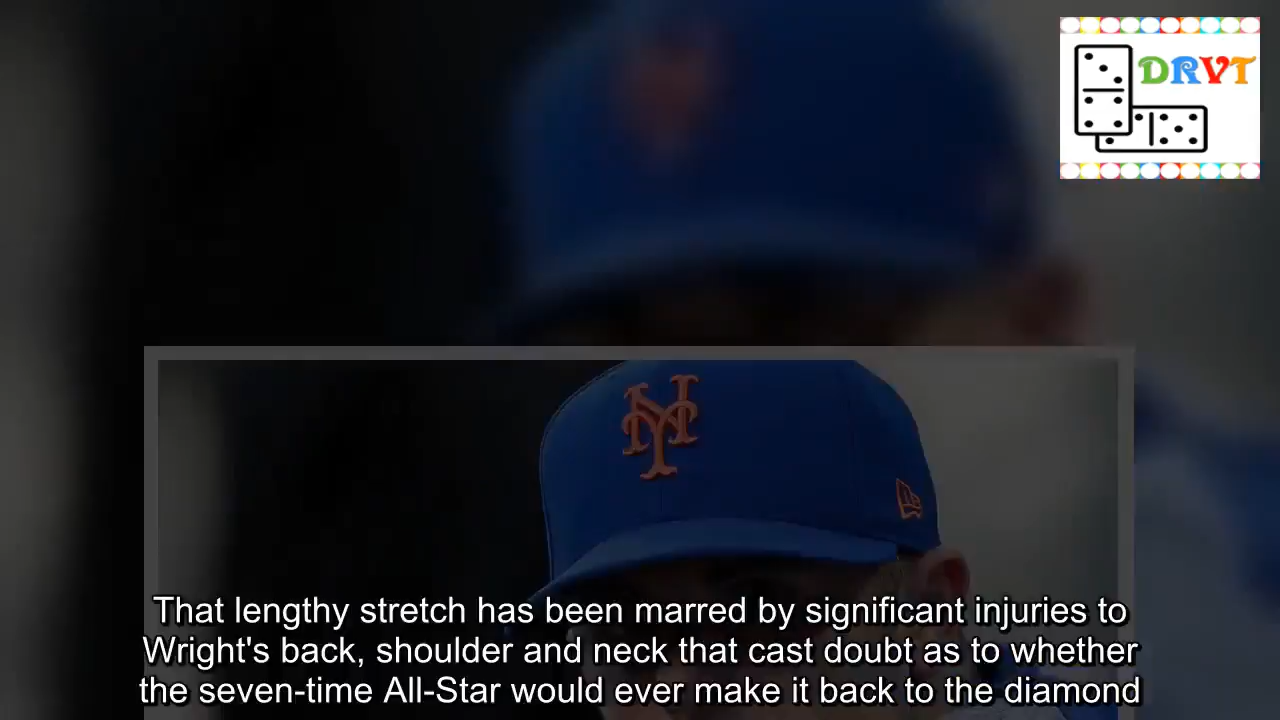 DRVT
NY
That lengthy stretch has been marred by significant injuries to
Wright's back, shoulder and neck that cast doubt as to whether
the seven-time All-Star would ever make it back to the diamond